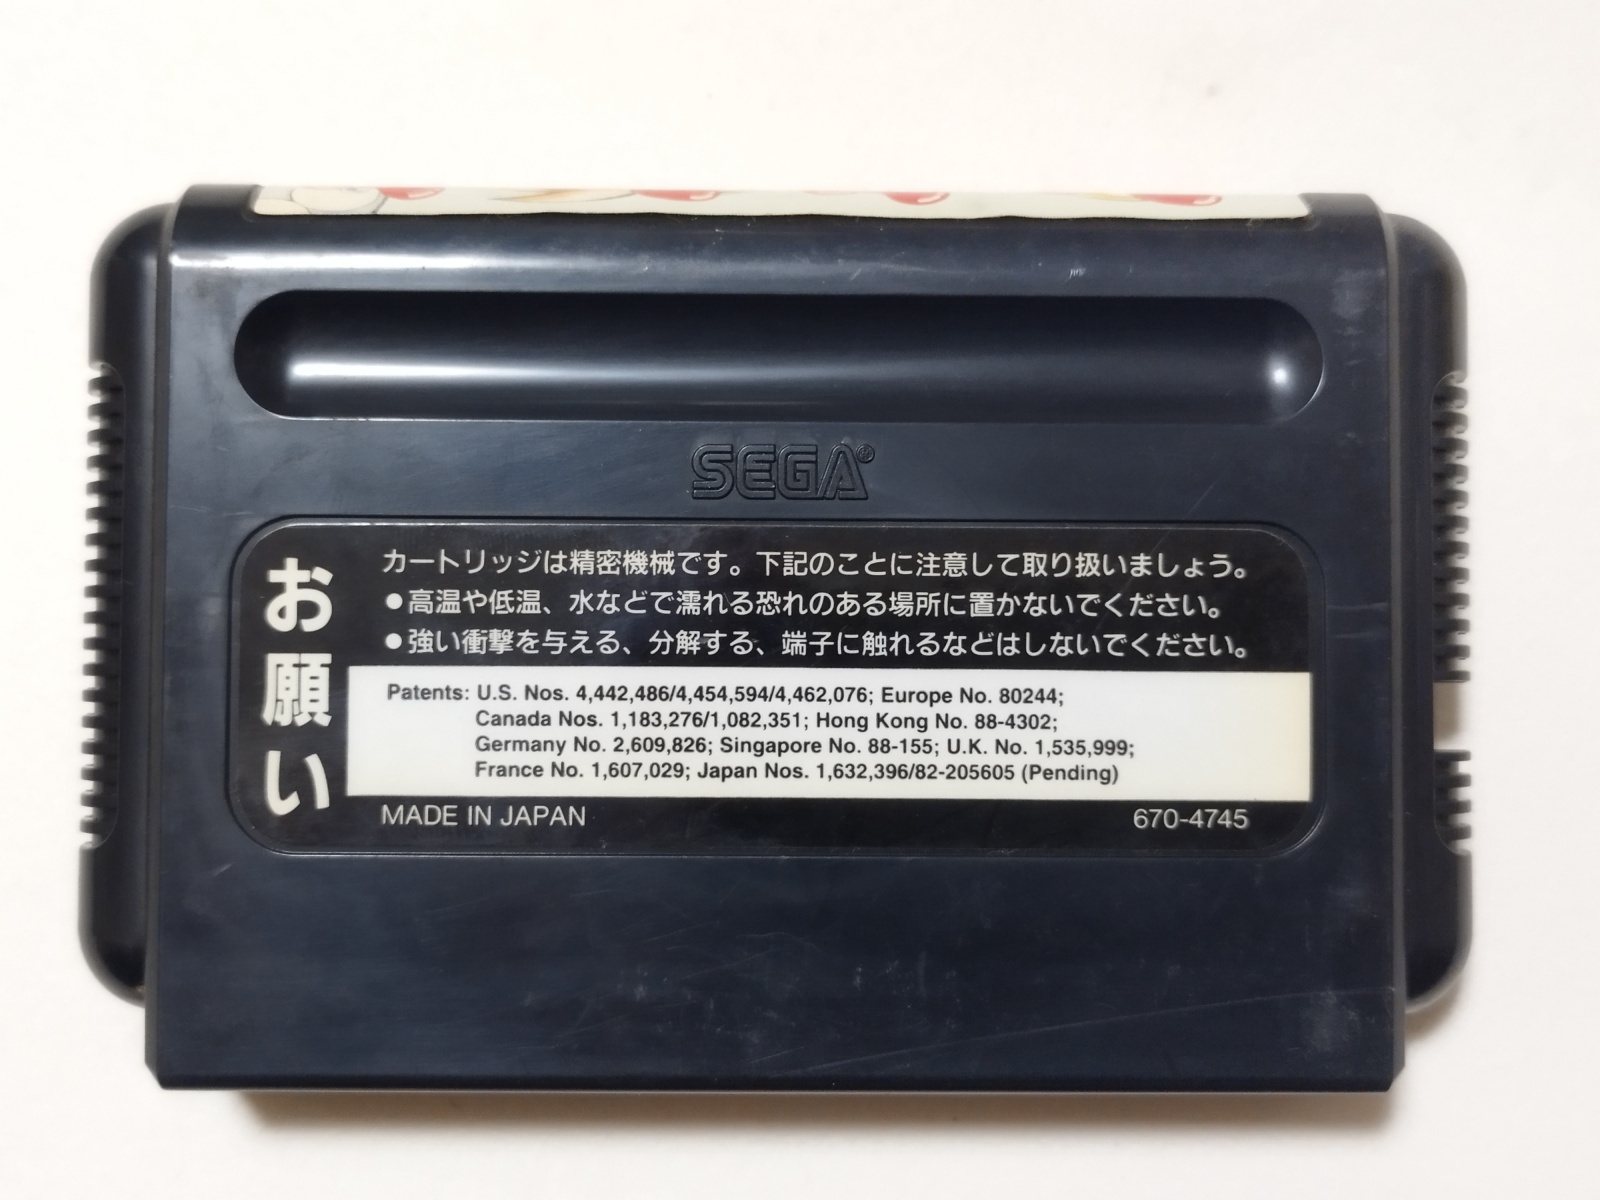 SEGA®
お願い
カートリッジは精密機械です。下記のことに注意して取り扱いましょう。
●高温や低温、水などで濡れる恐れのある場所に置かないでください。
●強い衝撃を与える、分解する、端子に触れるなどはしないでください。
Patents: U.S. Nos. 4,442,486/4,454,594/4,462,076; Europe No. 80244;
Canada Nos. 1,183,276/1,082,351; Hong Kong No. 88-4302;
Germany No. 2,609,826; Singapore No. 88-155; U.K. No. 1,535,999;
France No. 1,607,029; Japan Nos. 1,632,396/82-205605 (Pending)
MADE IN JAPAN
670-4745